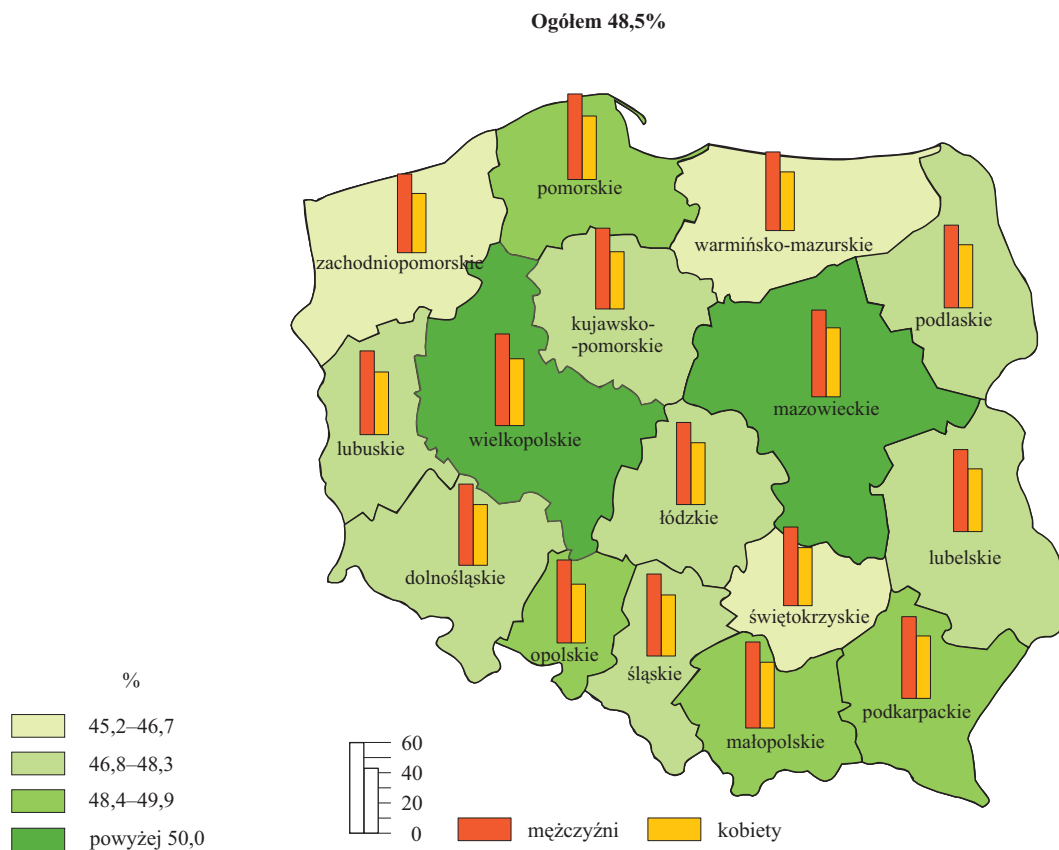 Ogółem 48,5%
pomorskie
warmińsko-mazurskie
zachodniopomorskie
podlaskie
kujawsko-
-pomorskie
mazowieckie
wielkopolskie
lubuskie
łódzkie
lubelskie
dolnośląskie
świętokrzyskie
opolskie
śląskie
podkarpackie
małopolskie
%
45,2–46,7
46,8–48,3
48,4–49,9
powyżej 50,0
60
40
20
0
mężczyźni
kobiety